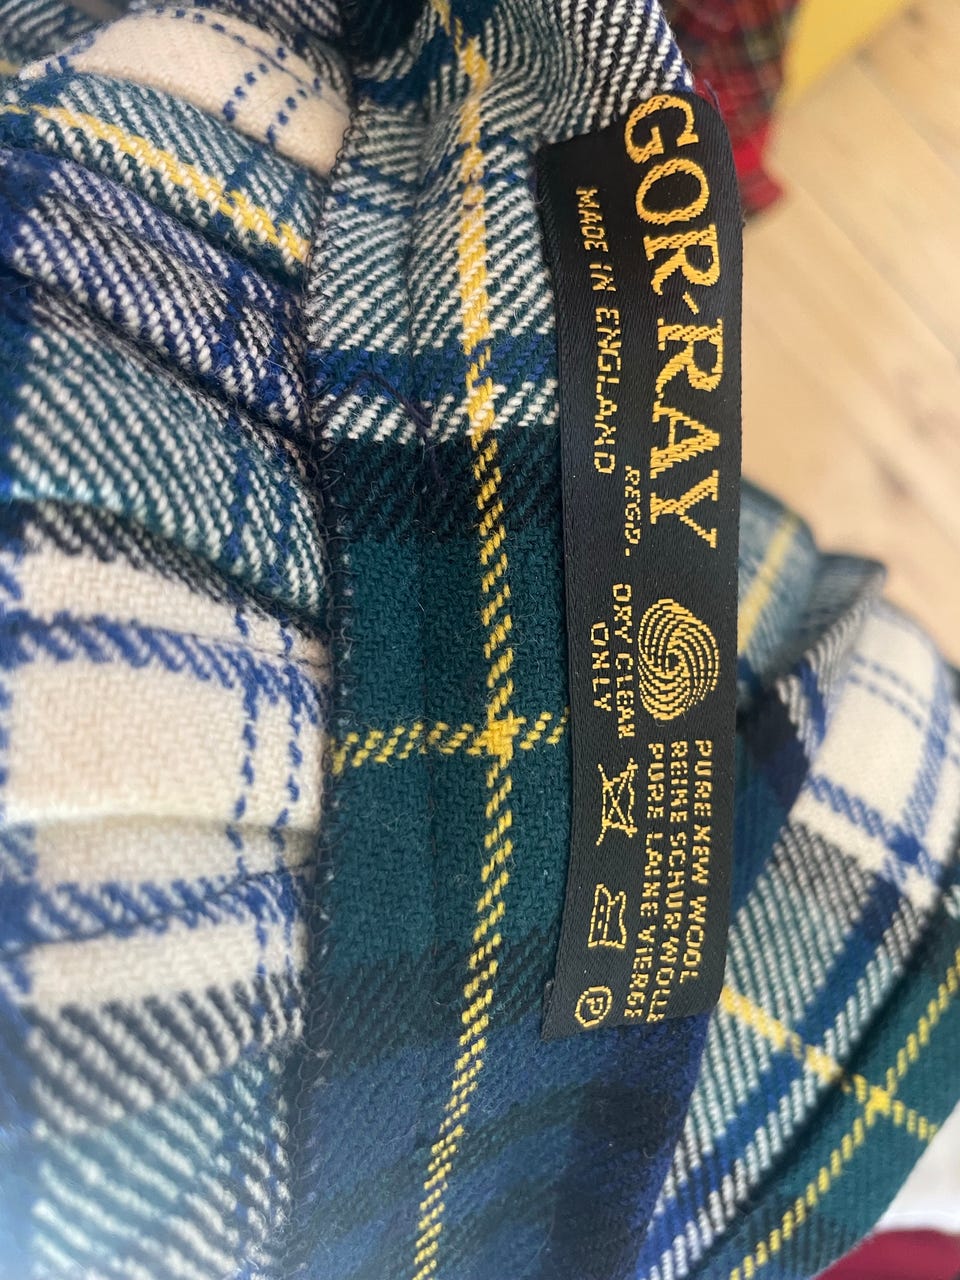 GOR-RAY
REGD.
MADE IN ENGLAND
DRY CLEAN
ONLY
PURE NEW WOOL
REINE SCHURWOLLE
PURE LAINE VIERGE
P